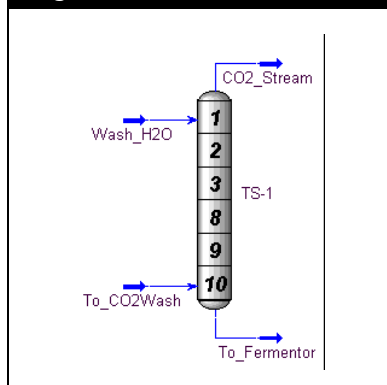 CO2_Stream
1
Wash_H2O
2
3
TS-1
8
9
10
To_CO2Wash
To_Fermentor